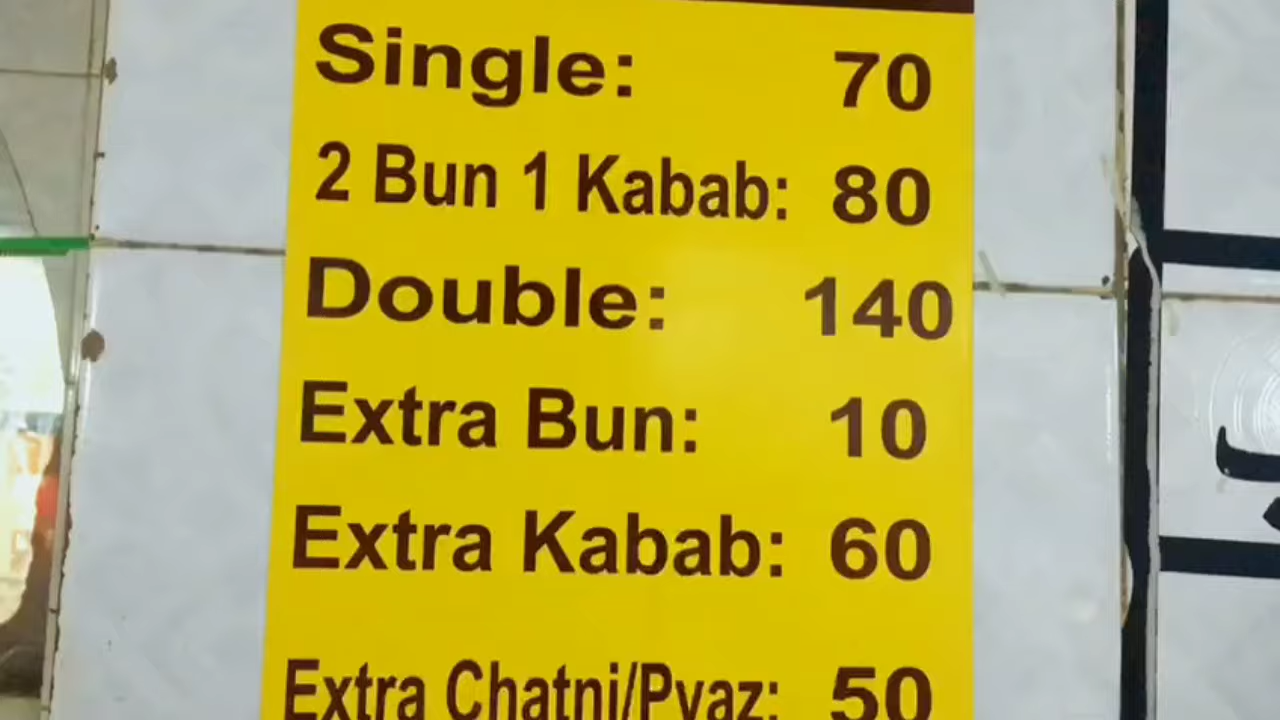 Single: 70
2 Bun 1 Kabab: 80
Double: 140
Extra Bun: 10
Extra Kabab: 60
Extra Chatni/Pyaz: 50